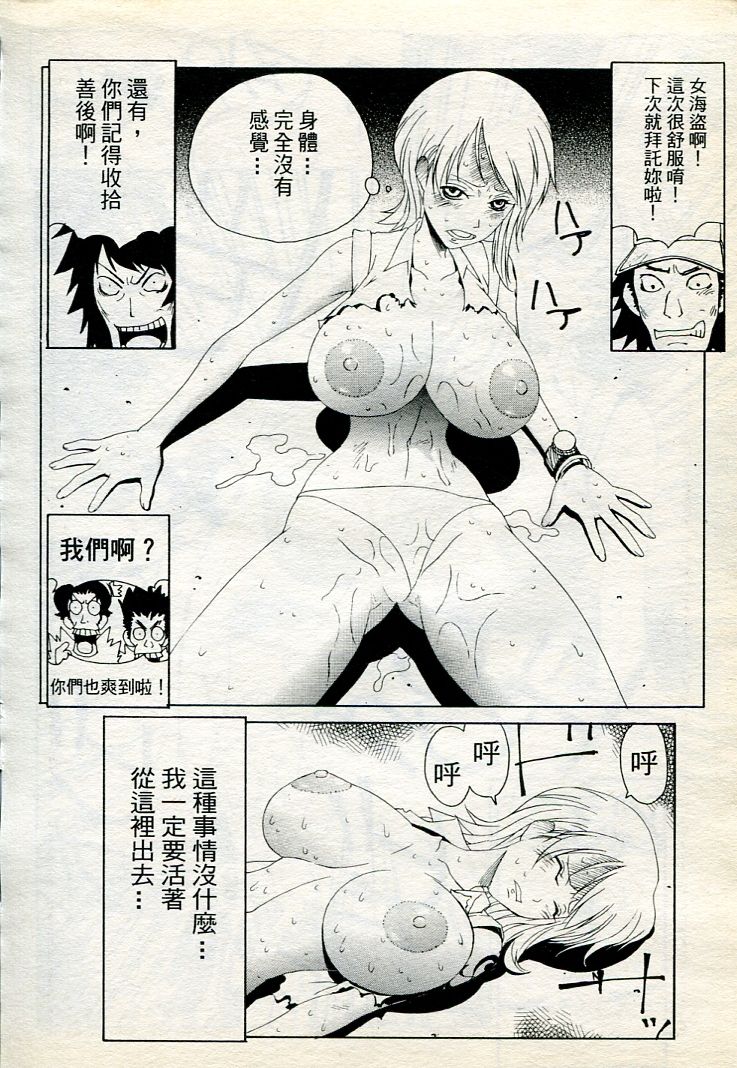 女海盜啊！
這次很舒服唷！
下次就拜託妳啦！
身體…
完全沒有
感覺…
還有，
你們記得收拾
善後啊！
ハア
ハア
我們啊？
你們也爽到啦！
呼
呼
呼
這種事情沒什麼…
我一定要活著
從這裡出去…